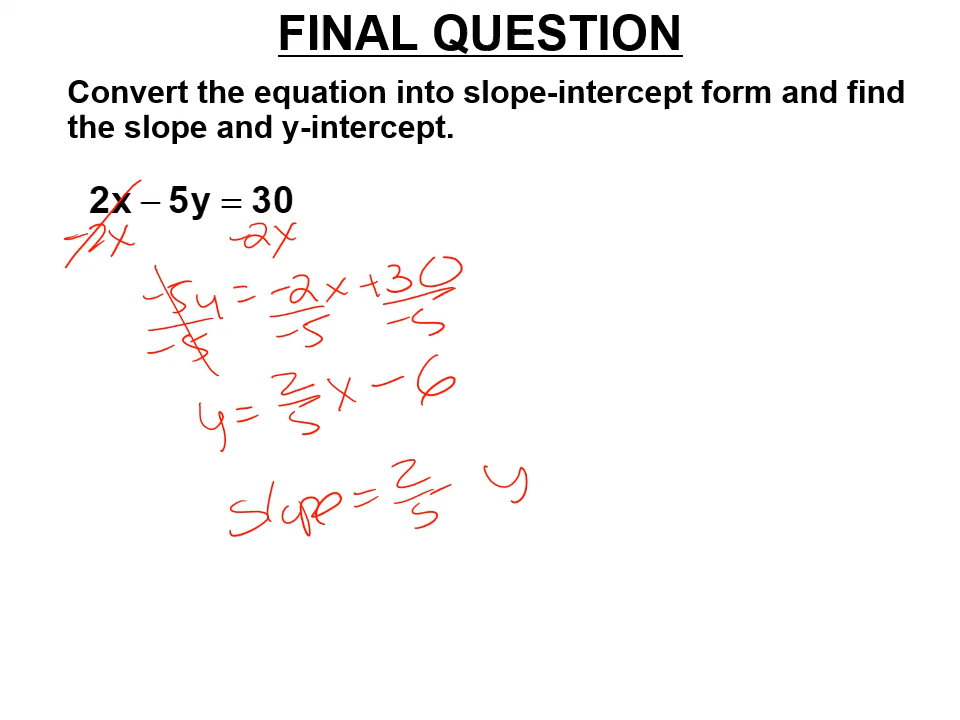 FINAL QUESTION
Convert the equation into slope-intercept form and find
the slope and y-intercept.
2x − 5y = 30
-2x -2x
-5y = -2x + 30
-5 -5 -5
y = 2/5 x - 6
slope = 2/5 y